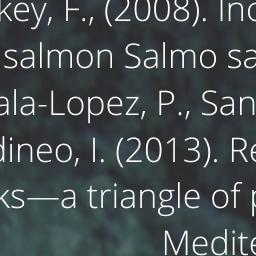 key, F., (2008). Inc
salmon Salmo sa
ala-Lopez, P., San
dineo, I. (2013). Re
ks—a triangle of p
Medite